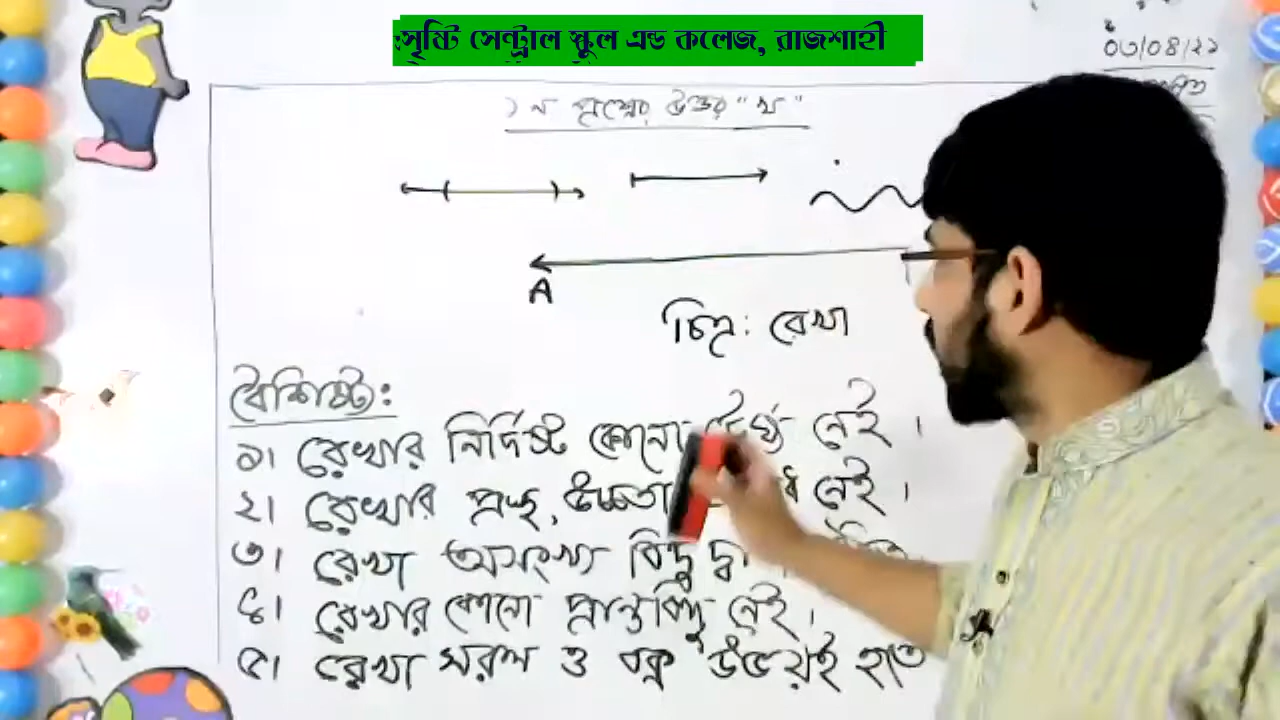 সৃষ্টি সেন্ট্রাল স্কুল এন্ড কলেজ, রাজশাহী
০৩/০৪/২১
১ নং প্রশ্নের উত্তর "খ"
A
চিত্র: রেখা
বৈশিষ্ট:
১। রেখার নির্দিষ্ট কোনো দৈর্ঘ্য নেই।
২। রেখার প্রস্থ, উচ্চতা নেই।
৩। রেখা অসংখ্য বিন্দু
৪। রেখার কোনো প্রান্তবিন্দু নেই।
৫। রেখা সরল ও বক্র উভয়ই হতে